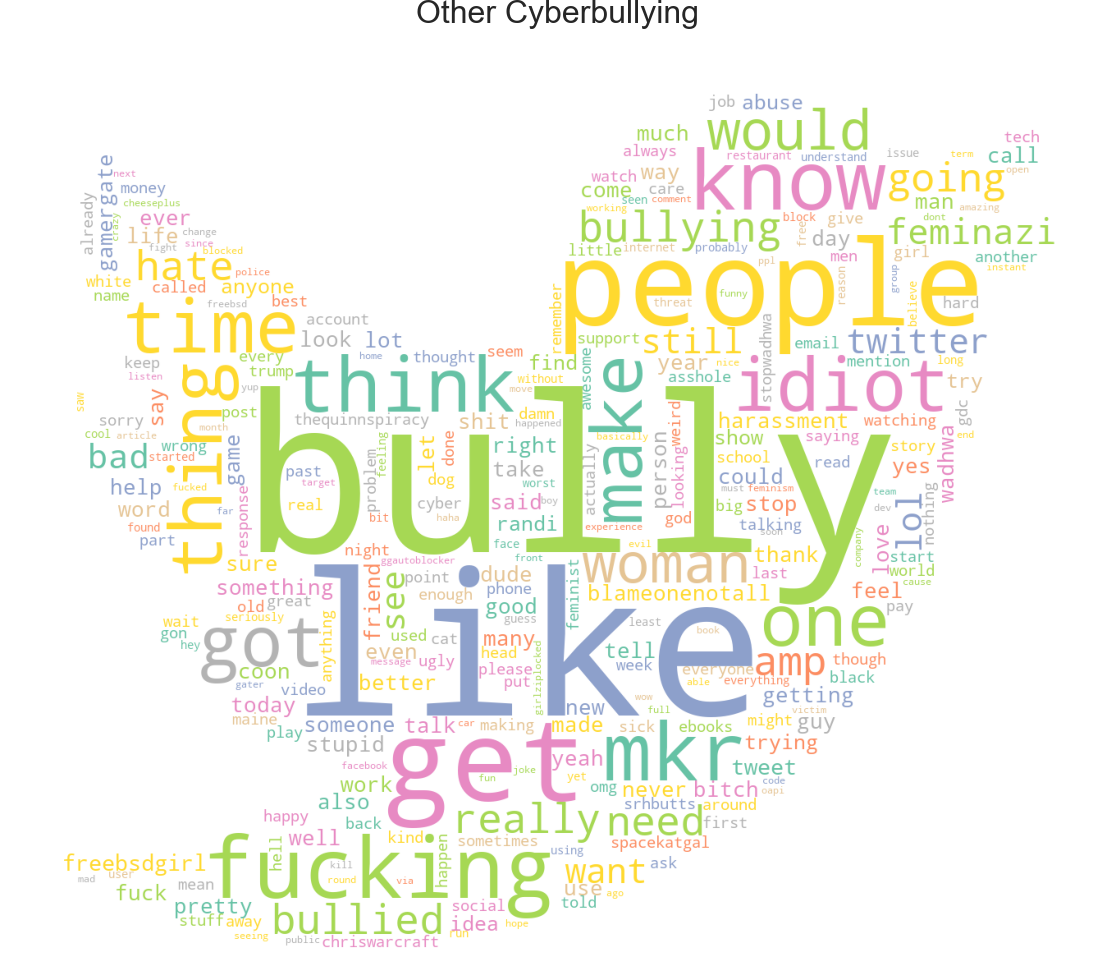 Other Cyberbullying
job abuse
much would tech
always restaurant understand issue term call
watch way know going open
come seen care comment man amazing
working bullying block give dont feminazi
little internet probably free day girl another
people men group instant
ppl reason believe hard
remember threat funny
support still stopwadhwa email twitter
find year nice mention long
awesome asshole idiot try
harassment watching gdc end
weird show saying story
looking school read yes wadhwa
person could
actually must feminism team nothing
big stop dev lol
god talking
experience soon company love start
evil world
woman thank cause
last feel
blameonenotall pay
feminist one
least book
tell amp though
week everyone black
able everything getting
wow victim
full might guy
new
made sick ebooks trying
mkr tweet
yeah code
yet omg never bitch oapi
srhbutts around
need first
spacekatgal
want ask
use ago
told
next
gamergate money
cheeseplus
already crazy ever
life change
since fight blocked
white hate police
name called anyone
best
freebsd
time account
look lot
keep every home thought seem
listen trump think without
yup move
saw thing say post thequinnspiracy shit damn happened
sorry
cool article month
bad wrong game let done right basically
started problem feeling
help past take worst
fucked target dog make
word far real cyber said boy
found response bit haha randi
part bully
night face front
ggautoblocker
sure point dude
something friend see enough phone
old great good
wait seriously used guess
gon got cat many
hey anything even head
coon message ugly please girlziplocked
gater better put
today video like
maine car
play someone talk making
stupid get
facebook joke
work fun
also
happy back really
well kind sometimes
freebsdgirl hell happen using
mad user kill
mean fucking
fuck round via
pretty social
stuff away bullied idea hope
seeing public run
chriswarcraft